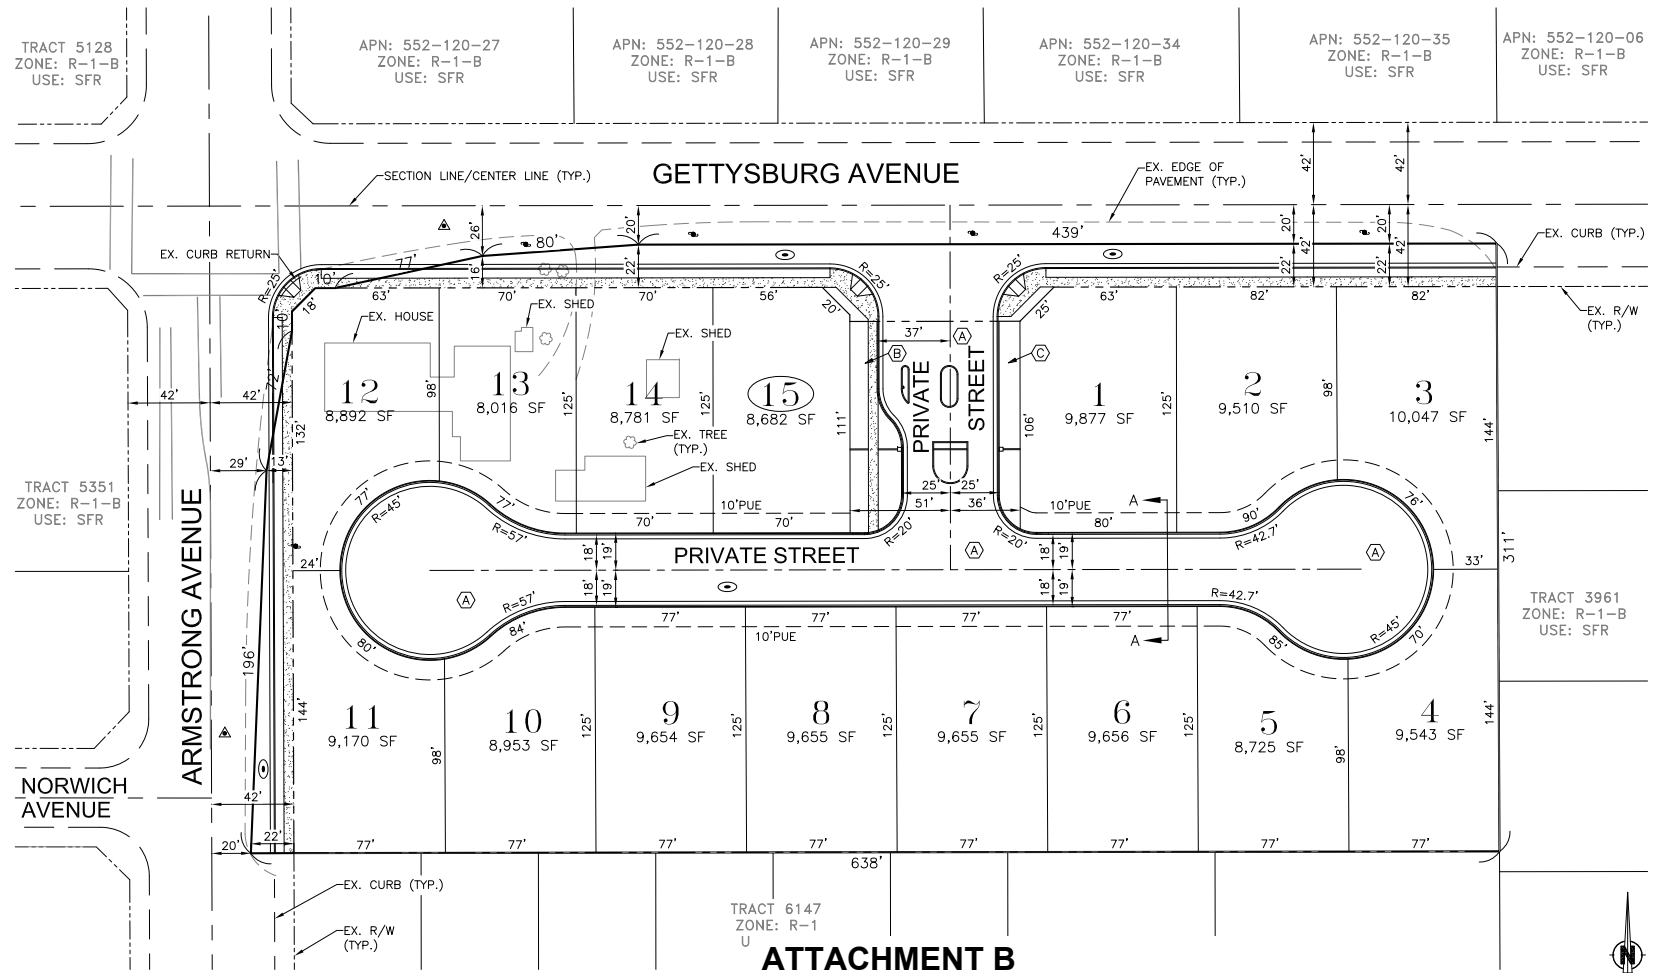 TRACT 5128
ZONE: R-1-B
USE: SFR
APN: 552-120-27
ZONE: R-1-B
USE: SFR
APN: 552-120-28
ZONE: R-1-B
USE: SFR
APN: 552-120-29
ZONE: R-1-B
USE: SFR
APN: 552-120-34
ZONE: R-1-B
USE: SFR
APN: 552-120-35
ZONE: R-1-B
USE: SFR
APN: 552-120-06
ZONE: R-1-B
USE: SFR
SECTION LINE/CENTER LINE (TYP.)
GETTYSBURG AVENUE
EX. EDGE OF
PAVEMENT (TYP.)
42'
42'
26'
20'
20'
42'
20'
42'
80'
439'
EX. CURB (TYP.)
EX. CURB RETURN
77'
16'
22'
22'
22'
R=25'
10'
18'
10'
R=25'
R=25'
63'
70'
70'
56'
20'
25'
63'
82'
82'
EX. R/W
(TYP.)
EX. HOUSE
EX. SHED
EX. SHED
37'
A
B
C
PRIVATE
STREET
12
8,892 SF
13
8,016 SF
14
8,781 SF
15
8,682 SF
1
9,877 SF
2
9,510 SF
3
10,047 SF
72'
98'
125'
125'
111'
106'
125'
98'
144'
42'
42'
132'
29'
13'
EX. TREE
(TYP.)
EX. SHED
TRACT 5351
ZONE: R-1-B
USE: SFR
ARMSTRONG AVENUE
77'
R=45'
77'
R=57'
10'PUE
70'
70'
25'
25'
51'
36'
R=20'
R=20'
10'PUE
80'
A
90'
R=42.7'
76'
PRIVATE STREET
18'
19'
18'
19'
18'
19'
18'
19'
A
A
A
24'
33'
311'
R=57'
84'
80'
77'
77'
77'
77'
10'PUE
A
R=42.7'
85'
R=45'
70'
TRACT 3961
ZONE: R-1-B
USE: SFR
196'
144'
11
9,170 SF
98'
10
8,953 SF
125'
9
9,654 SF
125'
8
9,655 SF
125'
7
9,655 SF
125'
6
9,656 SF
125'
5
8,725 SF
98'
4
9,543 SF
144'
NORWICH
AVENUE
42'
22'
20'
77'
77'
77'
77'
77'
77'
77'
77'
638'
EX. CURB (TYP.)
EX. R/W
(TYP.)
TRACT 6147
ZONE: R-1
U
ATTACHMENT B
N